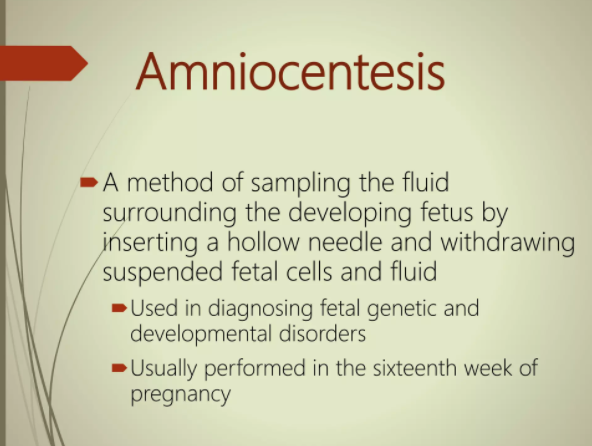 Amniocentesis
A method of sampling the fluid
surrounding the developing fetus by
inserting a hollow needle and withdrawing
suspended fetal cells and fluid
Used in diagnosing fetal genetic and
developmental disorders
Usually performed in the sixteenth week of
pregnancy